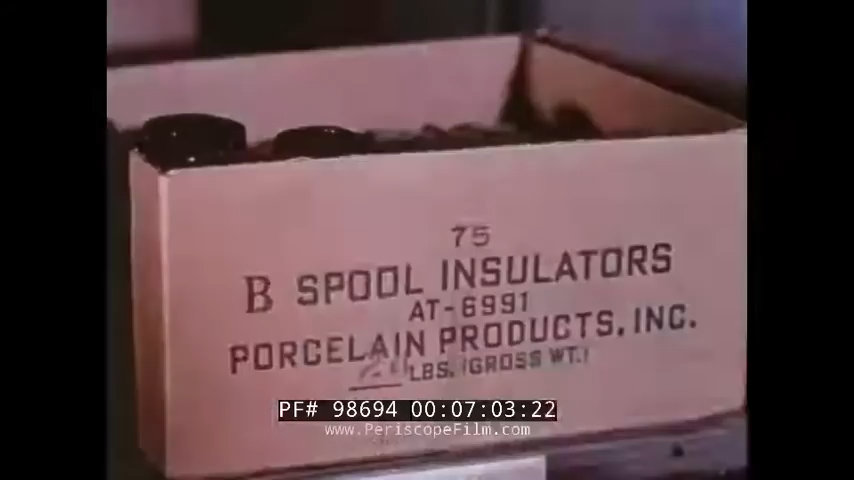 75
B SPOOL INSULATORS
AT-6991
PORCELAIN PRODUCTS, INC.
LBS. (GROSS WT.)
PF# 98694 00:07:03:22
www.PeriscopeFilm.com